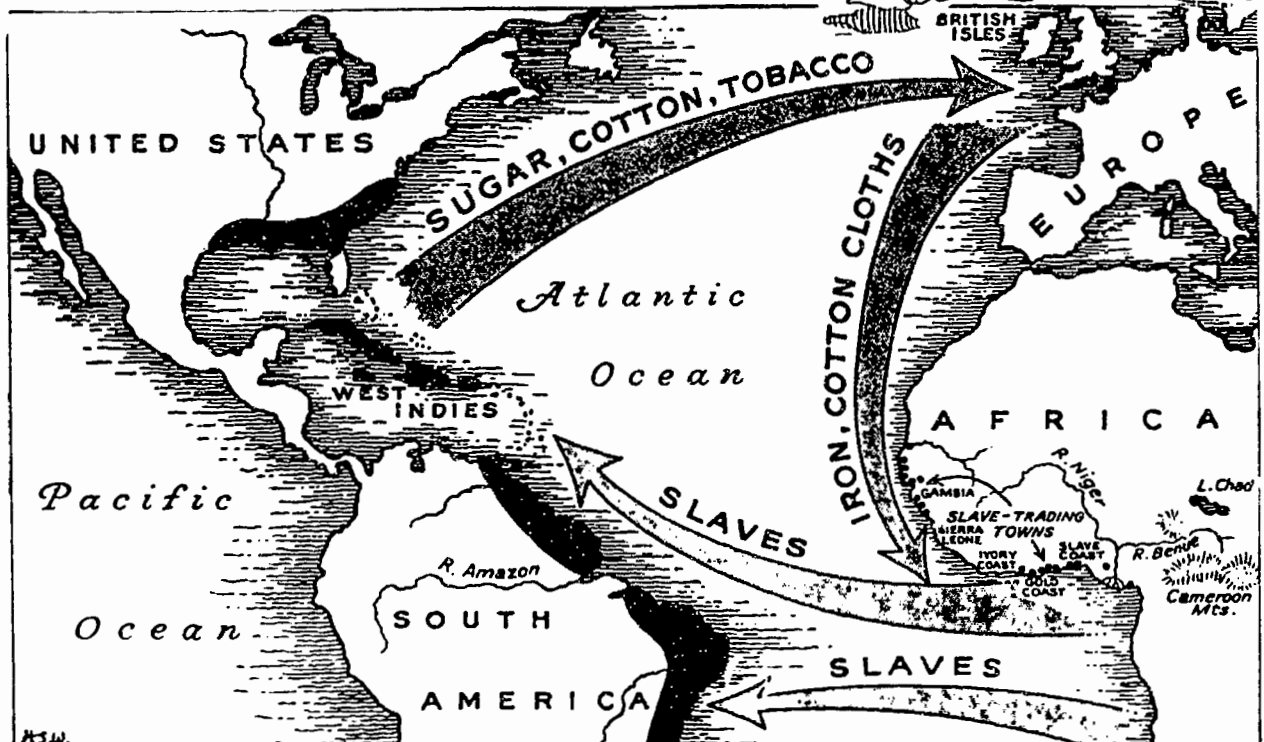 BRITISH
ISLES
UNITED STATES
SUGAR, COTTON, TOBACCO
EUROPE
IRON, COTTON CLOTHS
Atlantic
Ocean
WEST
INDIES
AFRICA
Pacific
Ocean
R. Niger
L. Chad
GAMBIA
SLAVE-TRADING
TOWNS
SIERRA
LEONE
IVORY
COAST
SLAVE
COAST
GOLD
COAST
R. Benue
Cameroon
Mts.
SLAVES
R. Amazon
SOUTH
AMERICA
SLAVES
H.S.W.